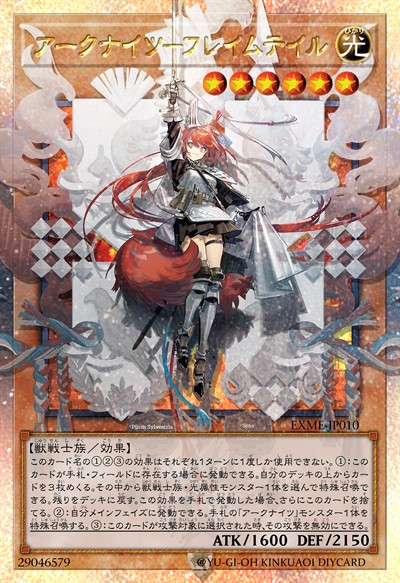 アークナイツーフレイムテイル
ひかり
光
©Pinus Sylvestris
EXME-JP010
【獣戦士族／効果】
このカード名の①②③の効果はそれぞれ1ターンに1度しか使用できない。①：この
カードが手札・フィールドに存在する場合に発動できる。自分のデッキの上からカー
ドを3枚めくる。その中から獣戦士族・光属性モンスター1体を選んで特殊召喚で
きる。残りをデッキに戻す。この効果を手札で発動した場合、さらにこのカードを捨
てる。②：自分メインフェイズに発動できる。手札の「アークナイツ」モンスター1体を
特殊召喚する。③：このカードが攻撃対象に選択された時、その攻撃を無効にできる。
ATK/1600 DEF/2150
29046579
@YU-GI-OH.KINKUAOI DIYCARD